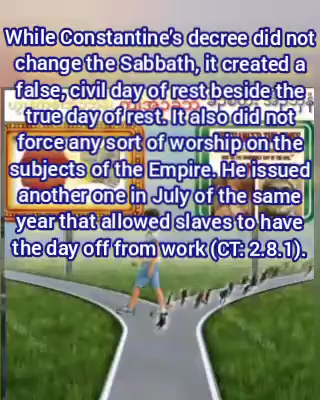 While Constantine's decree did not
change the Sabbath, it created a
false, civil day of rest beside the
true day of rest. It also did not
force any sort of worship on the
subjects of the Empire. He issued
another one in July of the same
year that allowed slaves to have
the day off from work (CT: 2.8.1).